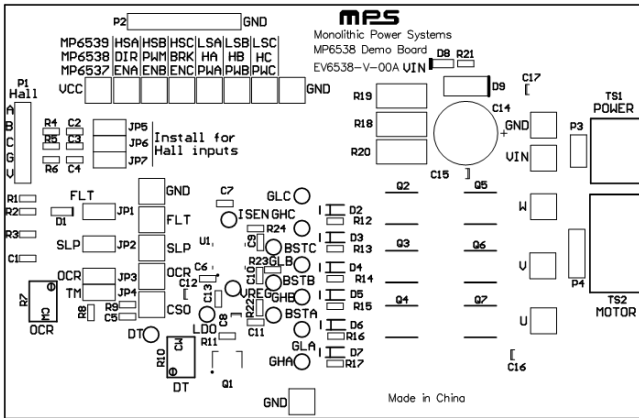 P2
GND
MPS
Monolithic Power Systems
MP6538 Demo Board
EV6538-V-00A
VIN
D8
R21
MP6539 HSA HSB HSC LSA LSB LSC
MP6538 DIR PWM BRK HA HB HC
MP6537 ENA ENB ENC PWA PWB PWC
VCC
GND
P1
Hall
A
B
C
G
V
R4
C2
R5
C3
R6
C4
JP5
JP6
JP7
Install for
Hall inputs
R19
R18
R20
D9
C14
+
C15
C17
GND
VIN
P3
TS1
POWER
R1
R2
R3
C1
FLT
D1
JP1
SLP
JP2
OCR
JP3
TM
JP4
GND
FLT
SLP
OCR
CSO
R7
CW
OCR
R8
R9
C5
C12
DT
R10
CW
DT
C7
ISEN
U1
C6
C13
VREG
LDO
R11
C8
Q1
R24
C9
R23
C10
R22
C11
GLC
GHC
BSTC
GLB
BSTB
GHB
BSTA
GLA
GHA
D2
R12
D3
R13
D4
R14
D5
R15
D6
R16
D7
R17
Q2
Q5
Q3
Q6
Q4
Q7
W
V
U
P4
TS2
MOTOR
C16
GND
Made in China